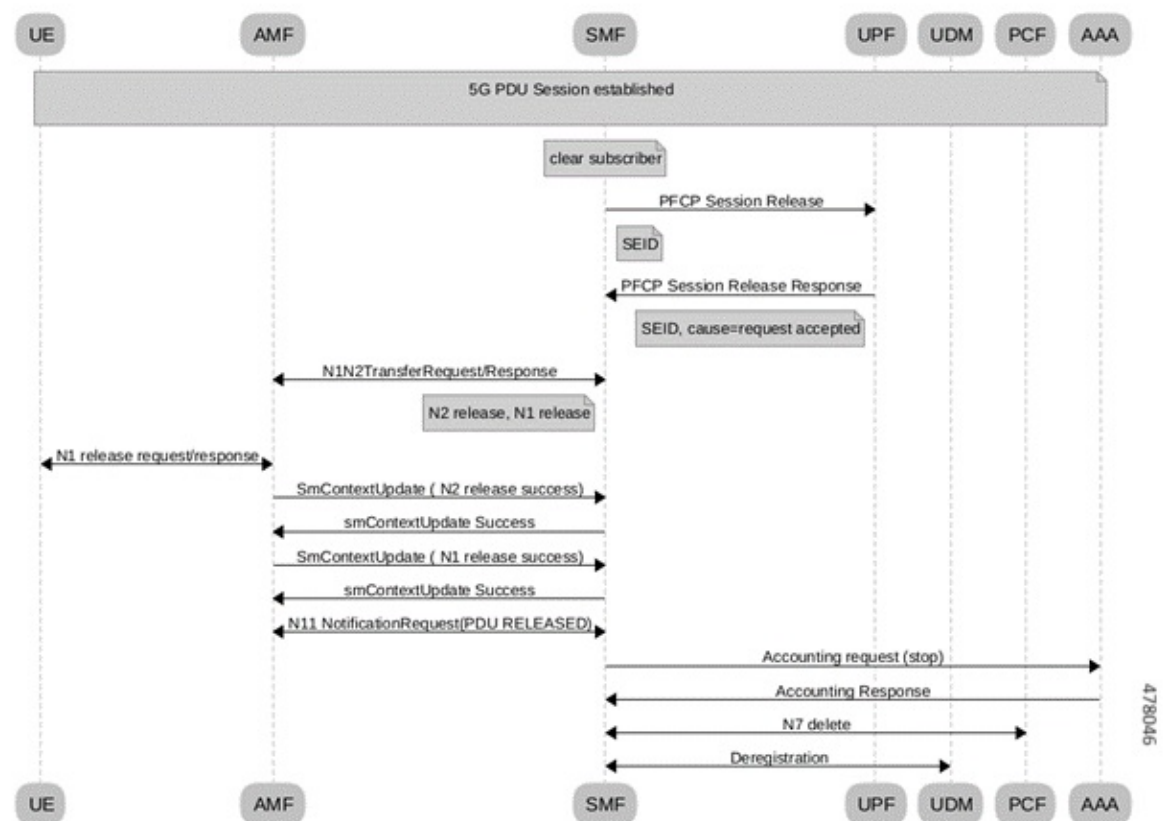 UE AMF SMF UPF UDM PCF AAA
5G PDU Session established
clear subscriber
PFCP Session Release
SEID
PFCP Session Release Response
SEID, cause=request accepted
N1N2TransferRequest/Response
N2 release, N1 release
N1 release request/response
SmContextUpdate ( N2 release success)
smContextUpdate Success
SmContextUpdate ( N1 release success)
smContextUpdate Success
N11 NotificationRequest(PDU RELEASED)
Accounting request (stop)
Accounting Response
N7 delete
Deregistration
UE AMF SMF UPF UDM PCF AAA
478046